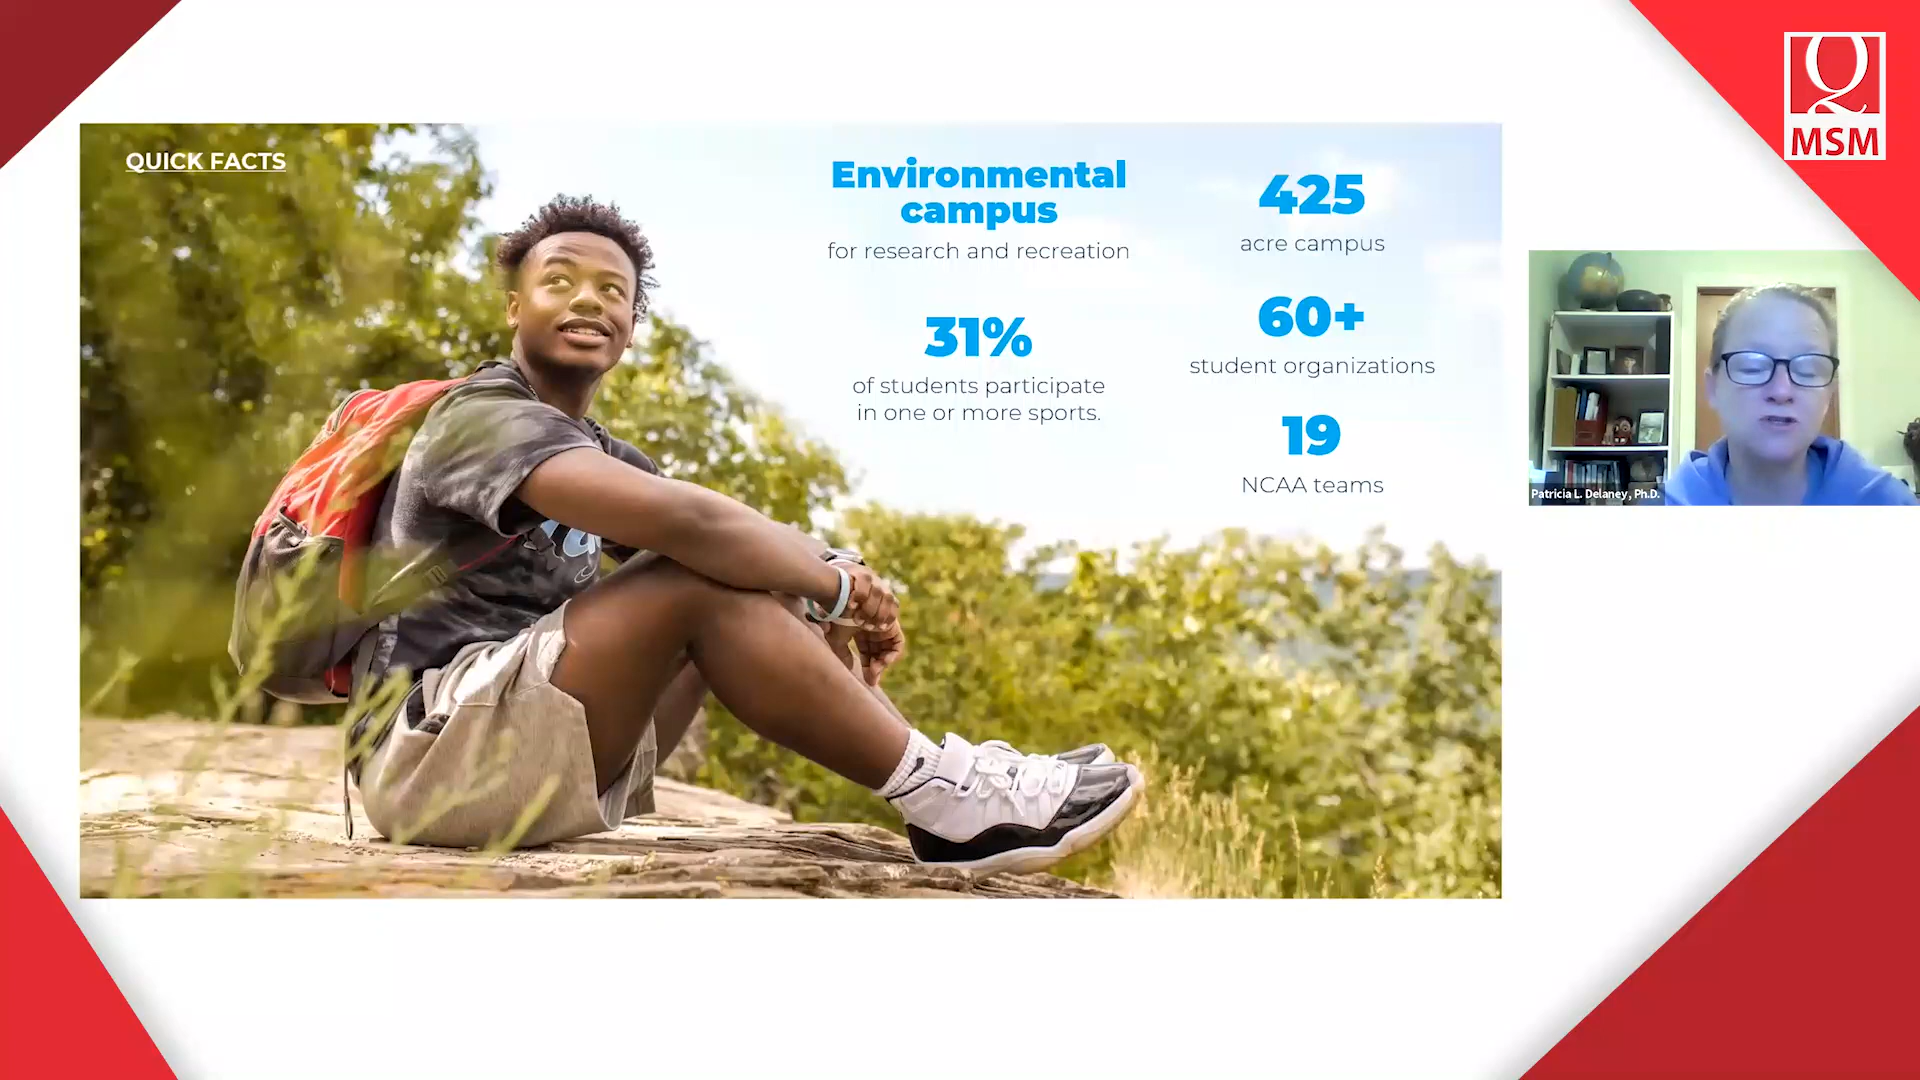 QUICK FACTS
Environmental
campus
for research and recreation
31%
of students participate
in one or more sports.
425
acre campus
60+
student organizations
19
NCAA teams
Q
MSM
Patricia L. Delaney, Ph.D.